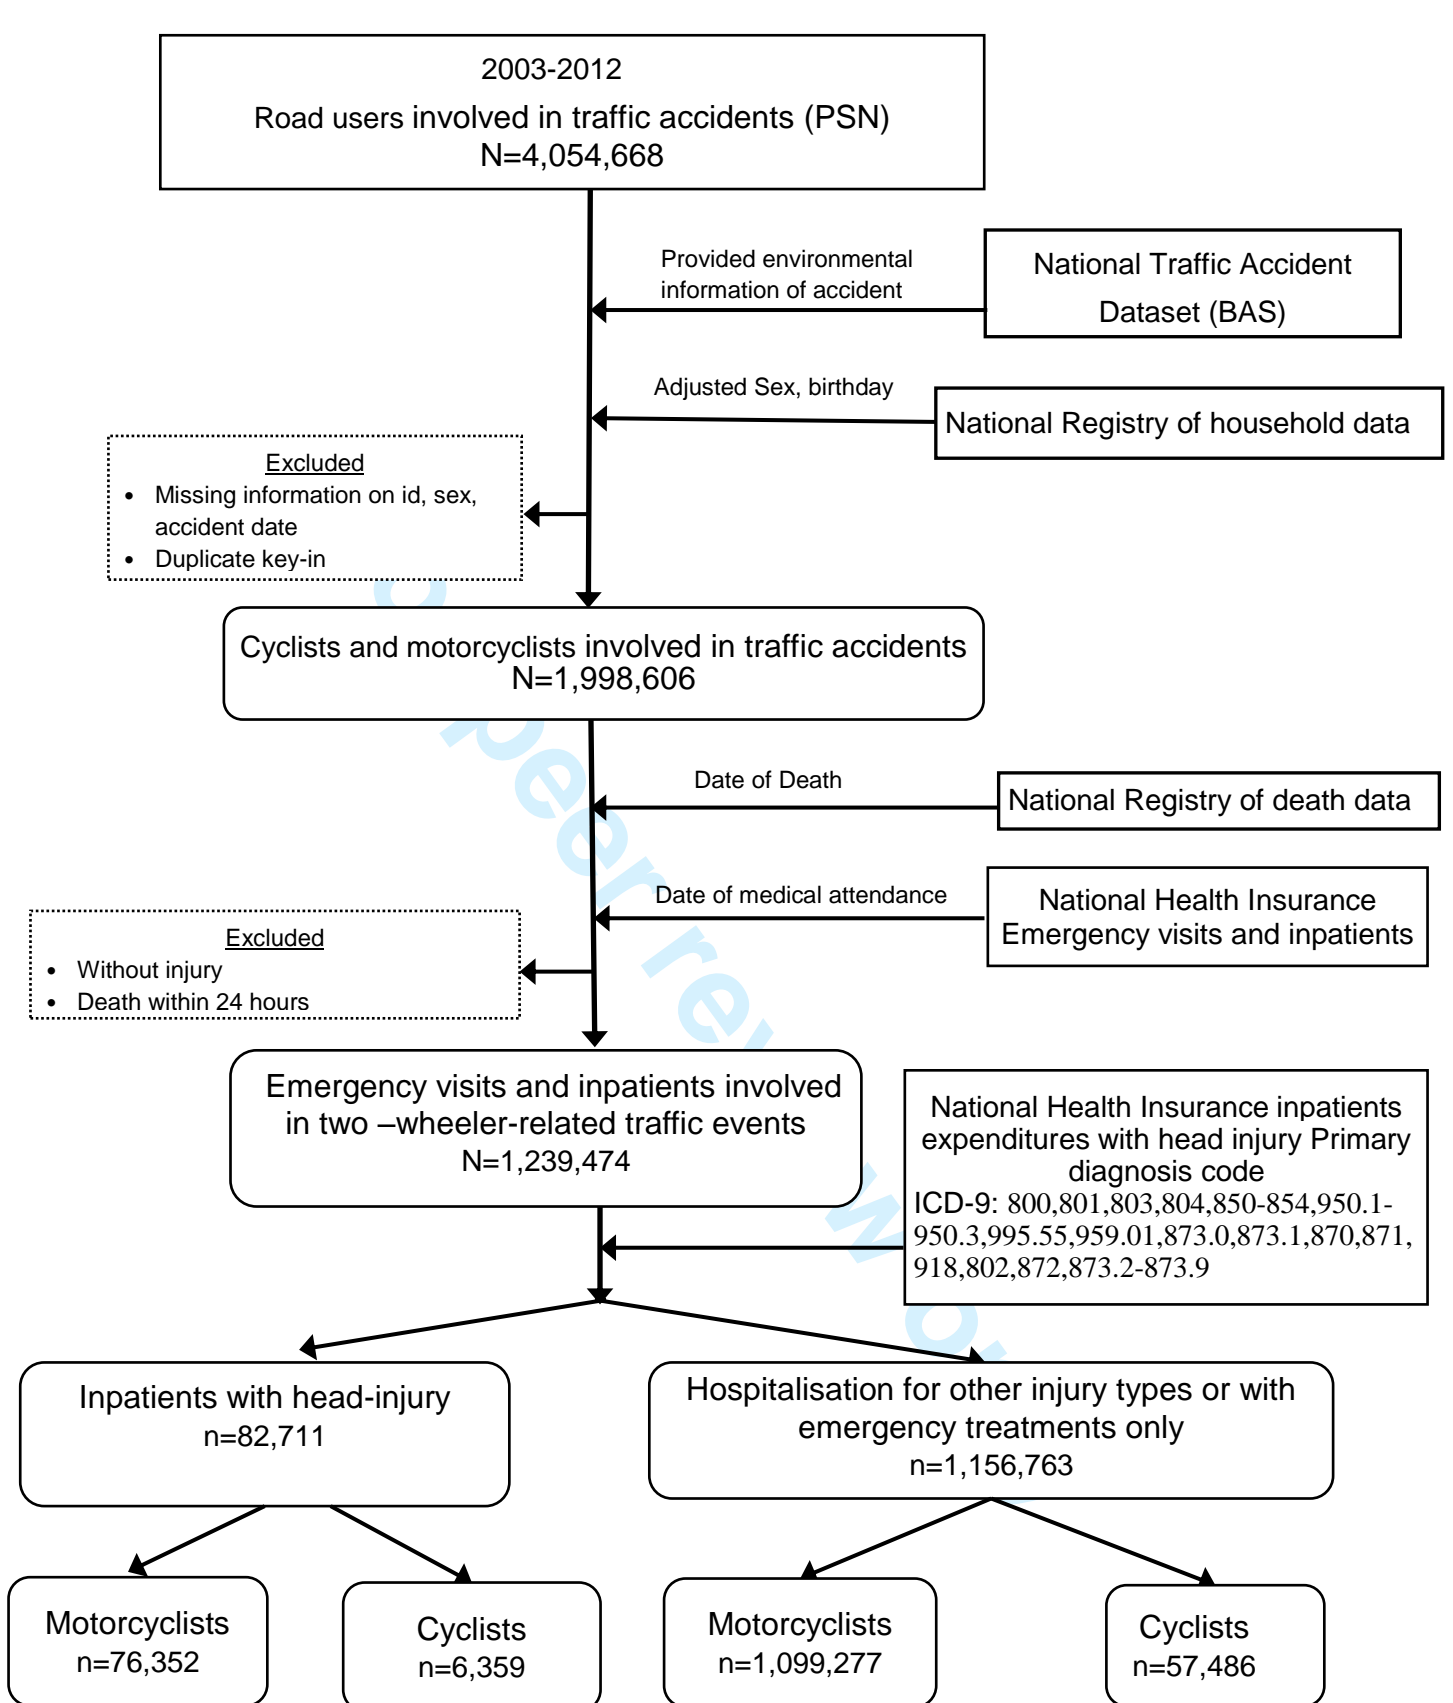 2003-2012
Road users involved in traffic accidents (PSN)
N=4,054,668
Provided environmental
information of accident
National Traffic Accident
Dataset (BAS)
Adjusted Sex, birthday
National Registry of household data
Excluded
• Missing information on id, sex,
accident date
• Duplicate key-in
Cyclists and motorcyclists involved in traffic accidents
N=1,998,606
Date of Death
National Registry of death data
Date of medical attendance
National Health Insurance
Emergency visits and inpatients
Excluded
• Without injury
• Death within 24 hours
Emergency visits and inpatients involved
in two –wheeler-related traffic events
N=1,239,474
National Health Insurance inpatients
expenditures with head injury Primary
diagnosis code
ICD-9: 800,801,803,804,850-854,950.1-
950.3,995.55,959.01,873.0,873.1,870,871,
918,802,872,873.2-873.9
Inpatients with head-injury
n=82,711
Hospitalisation for other injury types or with
emergency treatments only
n=1,156,763
Motorcyclists
n=76,352
Cyclists
n=6,359
Motorcyclists
n=1,099,277
Cyclists
n=57,486
peer